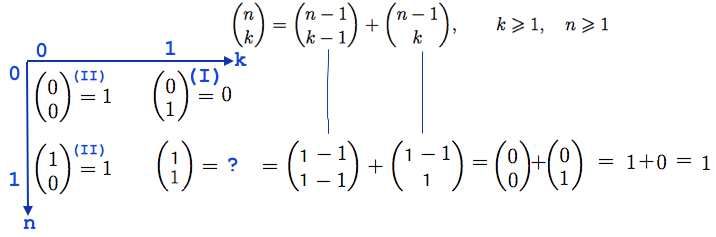 (n k) = (n − 1 k − 1) + (n − 1 k), k ⩾ 1, n ⩾ 1
0 1 k
0 (0 0) (II) = 1 (0 1) (I) = 0
1 (1 0) (II) = 1 (1 1) = ? = (1 − 1 1 − 1) + (1 − 1 1) = (0 0) + (0 1) = 1+0 = 1
n